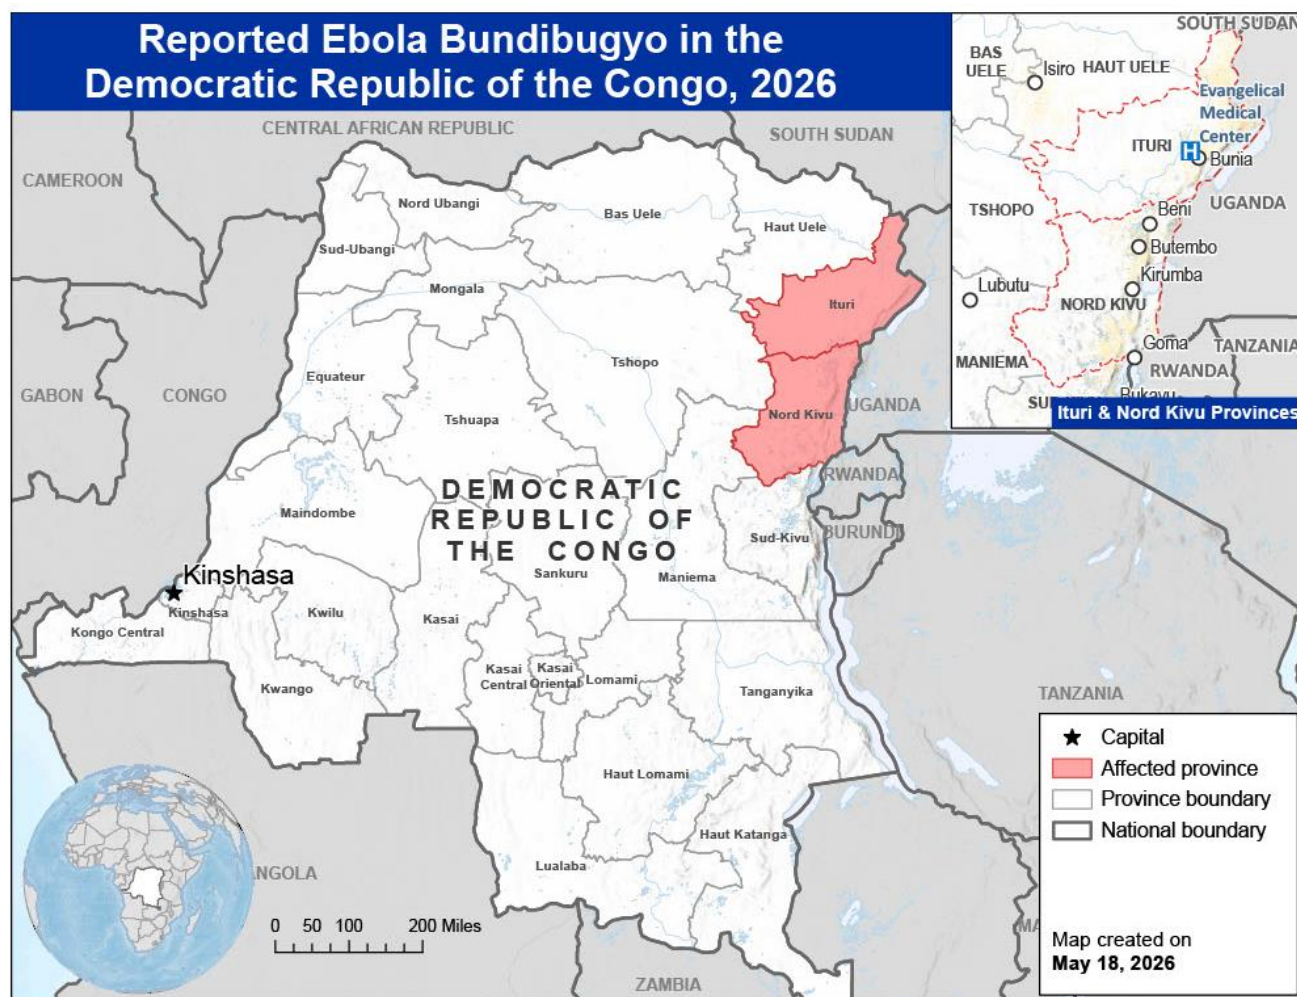 Reported Ebola Bundibugyo in the
Democratic Republic of the Congo, 2026
CENTRAL AFRICAN REPUBLIC
SOUTH SUDAN
CAMEROON
Nord Ubangi
Bas Uele
Haut Uele
Sud-Ubangi
Mongala
Ituri
Tshopo
Equateur
GABON
CONGO
Tshuapa
Nord Kivu
UGANDA
RWANDA
DEMOCRATIC
REPUBLIC OF
THE CONGO
Maindombe
Sud-Kivu
BURUNDI
Sankuru
Maniema
Kinshasa
Kinshasa
Kwilu
Kasai
Kongo Central
Kasai
Central
Kasai
Oriental
Lomami
Kwango
Tanganyika
TANZANIA
Haut Lomami
Haut Katanga
Lualaba
NGOLA
ZAMBIA
MA
0 50 100 200 Miles
SOUTH SUDAN
BAS
UELE
Isiro
HAUT UELE
Evangelical
Medical
Center
ITURI
H
Bunia
TSHOPO
UGANDA
Beni
Butembo
Kirumba
Lubutu
NORD KIVU
Goma
TANZANIA
MANIEMA
RWANDA
Bukavu
SU
Ituri & Nord Kivu Provinces
Capital
Affected province
Province boundary
National boundary
Map created on
May 18, 2026